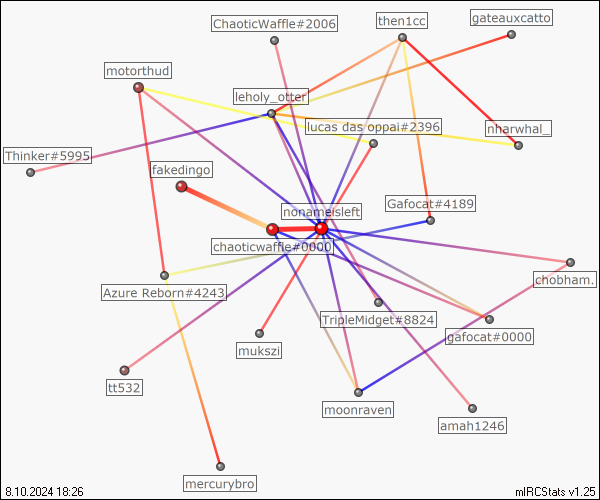 ChaoticWaffle#2006
then1cc
gateauxcatto
motorthud
leholy_otter
lucas das oppai#2396
nharwhal_
Thinker#5995
fakedingo
nonameisleft
Gafocat#4189
chaoticwaffle#0000
chobham.
Azure Reborn#4243
TripleMidget#8824
gafocat#0000
mukszi
tt532
moonraven
amah1246
mercurybro
8.10.2024 18:26
mIRCStats v1.25